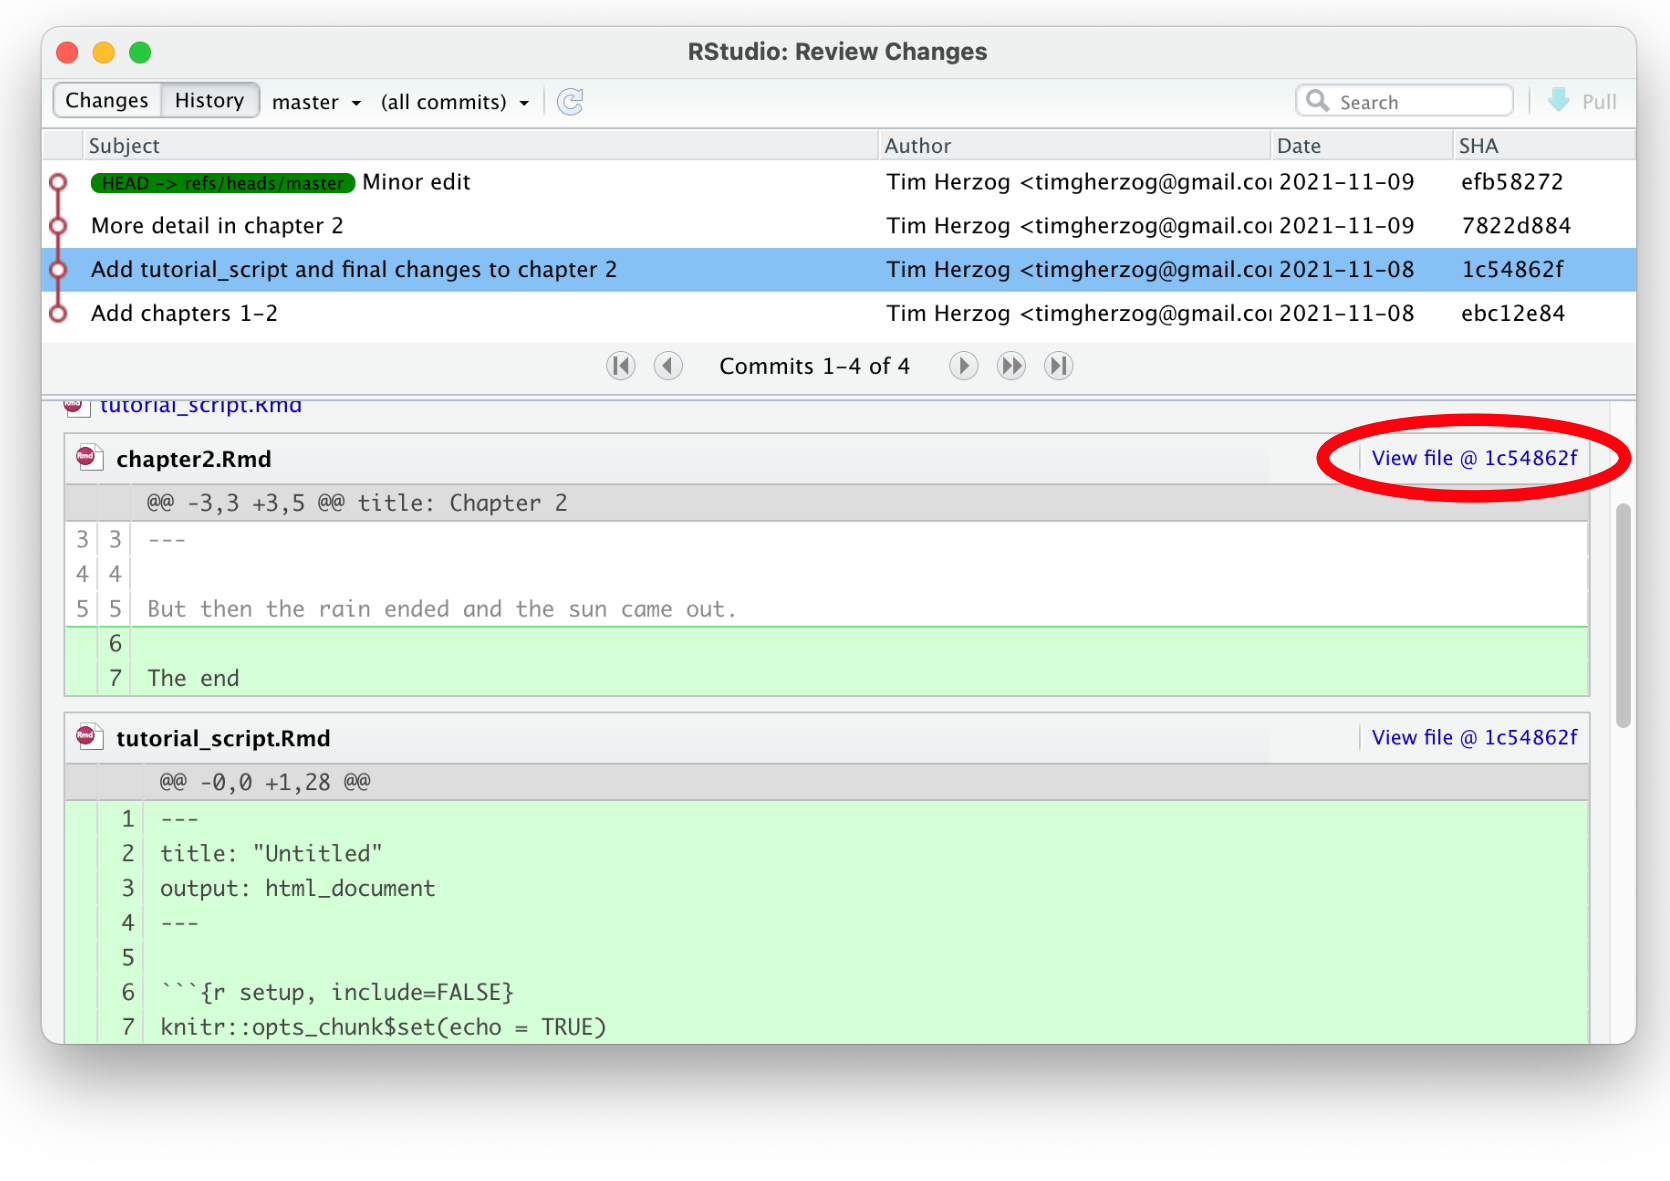 RStudio: Review Changes
Changes History master (all commits) Search Pull
Subject Author Date SHA
HEAD -> refs/heads/master Minor edit Tim Herzog <timgherzog@gmail.co 2021-11-09 efb58272
More detail in chapter 2 Tim Herzog <timgherzog@gmail.co 2021-11-09 7822d884
Add tutorial_script and final changes to chapter 2 Tim Herzog <timgherzog@gmail.co 2021-11-08 1c54862f
Add chapters 1-2 Tim Herzog <timgherzog@gmail.co 2021-11-08 ebc12e84
Commits 1-4 of 4
tutorial_script.Rmd
Rmd chapter2.Rmd View file @ 1c54862f
@@ -3,3 +3,5 @@ title: Chapter 2
3 3 ---
4 4
5 5 But then the rain ended and the sun came out.
6
7 The end
Rmd tutorial_script.Rmd View file @ 1c54862f
@@ -0,0 +1,28 @@
1 ---
2 title: "Untitled"
3 output: html_document
4 ---
5
6 ```{r setup, include=FALSE}
7 knitr::opts_chunk$set(echo = TRUE)